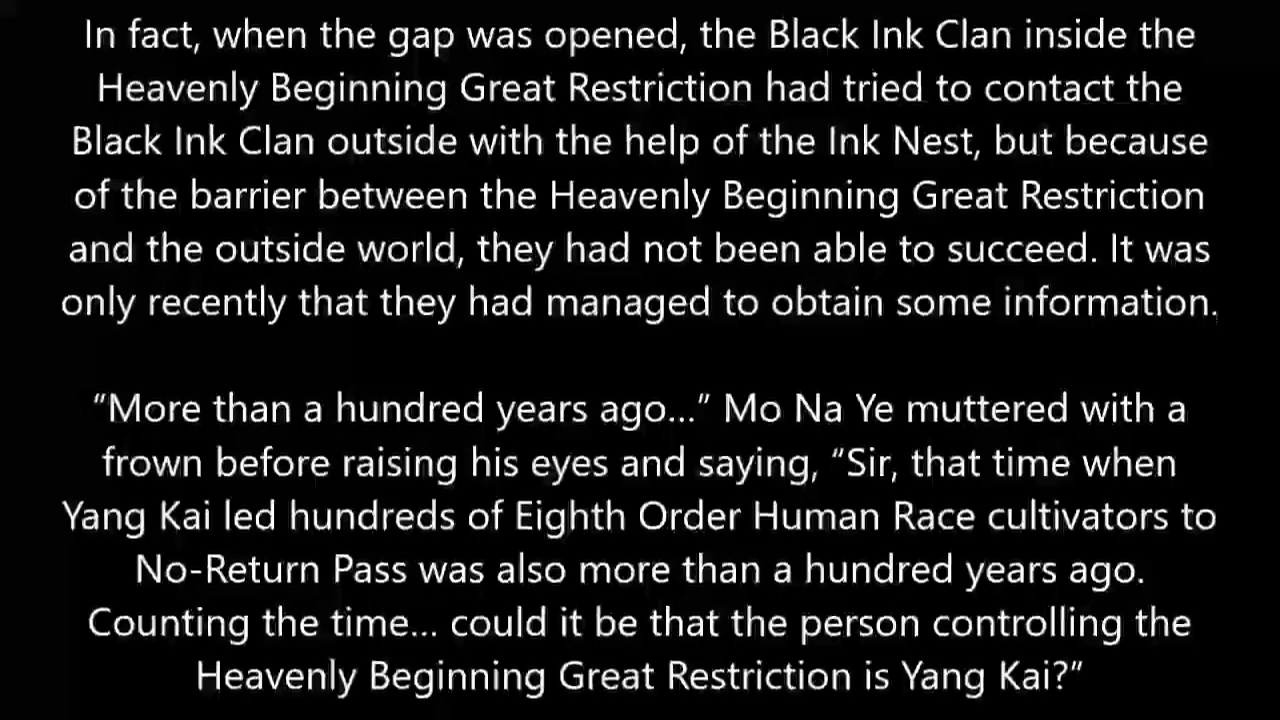 In fact, when the gap was opened, the Black Ink Clan inside the
Heavenly Beginning Great Restriction had tried to contact the
Black Ink Clan outside with the help of the Ink Nest, but because
of the barrier between the Heavenly Beginning Great Restriction
and the outside world, they had not been able to succeed. It was
only recently that they had managed to obtain some information.
“More than a hundred years ago...” Mo Na Ye muttered with a
frown before raising his eyes and saying, “Sir, that time when
Yang Kai led hundreds of Eighth Order Human Race cultivators to
No-Return Pass was also more than a hundred years ago.
Counting the time... could it be that the person controlling the
Heavenly Beginning Great Restriction is Yang Kai?”